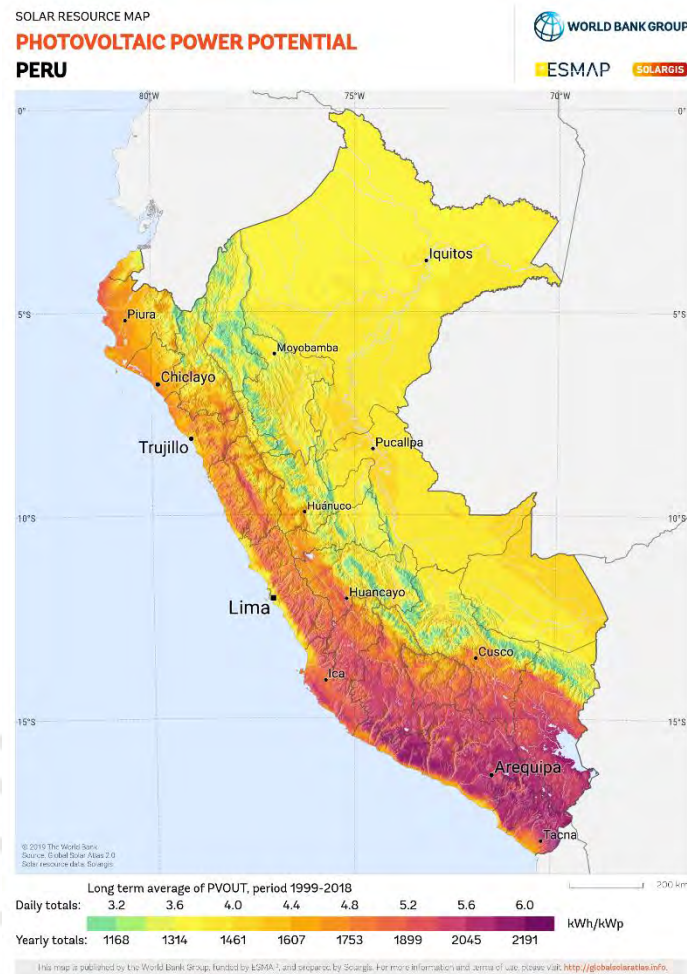 SOLAR RESOURCE MAP
PHOTOVOLTAIC POWER POTENTIAL
PERU
WORLD BANK GROUP
ESMAP
SOLARGIS
80°W 75°W 70°W
0° 0°
Iquitos
5°S 5°S
Piura
Moyobamba
Chiclayo
Trujillo
Pucallpa
Huánuco
10°S 10°S
Huancayo
Lima
Cusco
Ica
15°S 15°S
Arequipa
Tacna
© 2019 The World Bank
Source: Global Solar Atlas 2.0
Solar resource data: Solargis
200 km
Long term average of PVOUT, period 1999-2018
Daily totals: 3.2 3.6 4.0 4.4 4.8 5.2 5.6 6.0
kWh/kWp
Yearly totals: 1168 1314 1461 1607 1753 1899 2045 2191
This map is published by the World Bank Group, funded by ESMAP, and prepared by Solargis. For more information and terms of use, please visit http://globalsolaratlas.info.